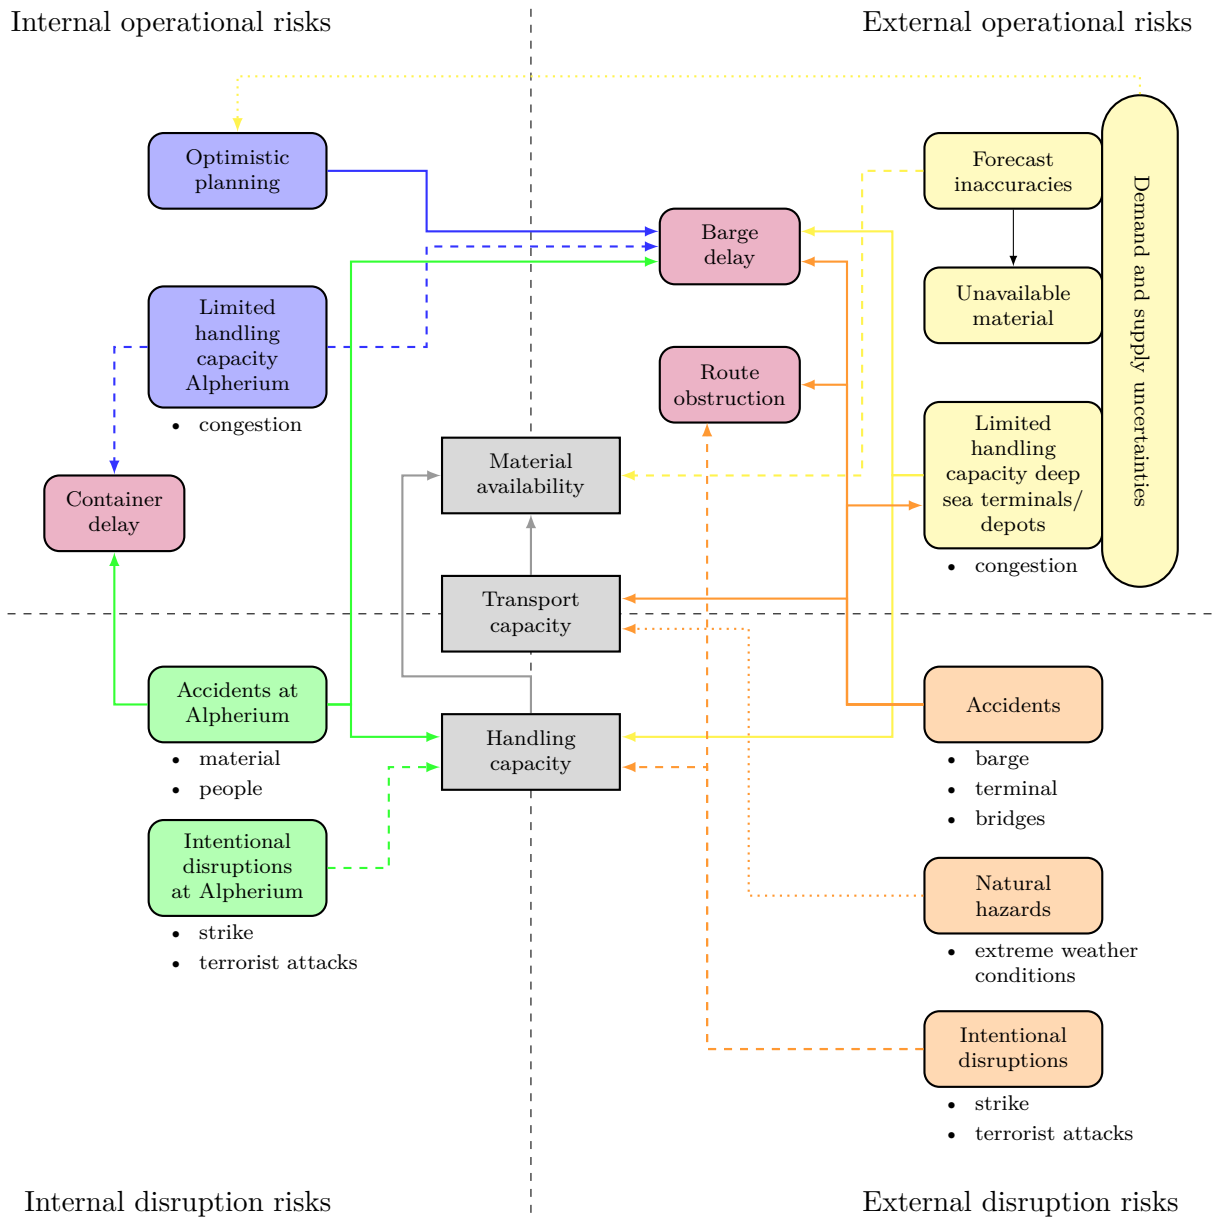 Internal operational risks
External operational risks
Optimistic
planning
Forecast
inaccuracies
Demand and supply uncertainties
Barge
delay
Unavailable
material
Limited
handling
capacity
Alpherium
• congestion
Route
obstruction
Limited
handling
capacity deep
sea terminals/
depots
• congestion
Material
availability
Container
delay
Transport
capacity
Accidents at
Alpherium
• material
• people
Handling
capacity
Accidents
• barge
• terminal
• bridges
Intentional
disruptions
at Alpherium
• strike
• terrorist attacks
Natural
hazards
• extreme weather
conditions
Intentional
disruptions
• strike
• terrorist attacks
Internal disruption risks
External disruption risks